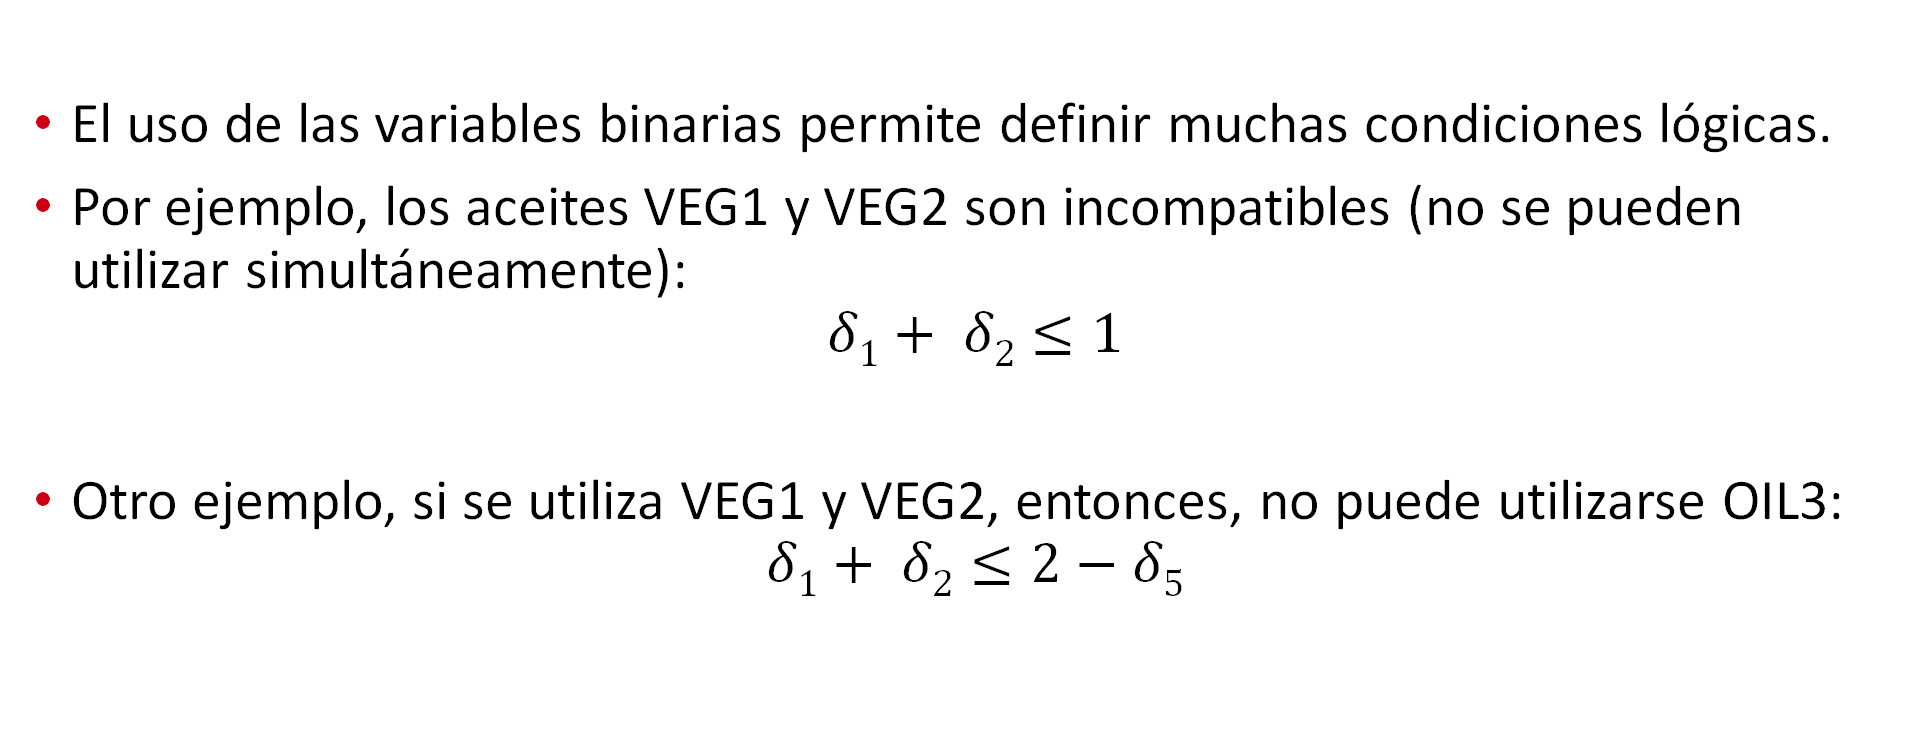 • El uso de las variables binarias permite definir muchas condiciones lógicas.
• Por ejemplo, los aceites VEG1 y VEG2 son incompatibles (no se pueden
utilizar simultáneamente):
δ₁ + δ₂ ≤ 1
• Otro ejemplo, si se utiliza VEG1 y VEG2, entonces, no puede utilizarse OIL3:
δ₁ + δ₂ ≤ 2 − δ₅